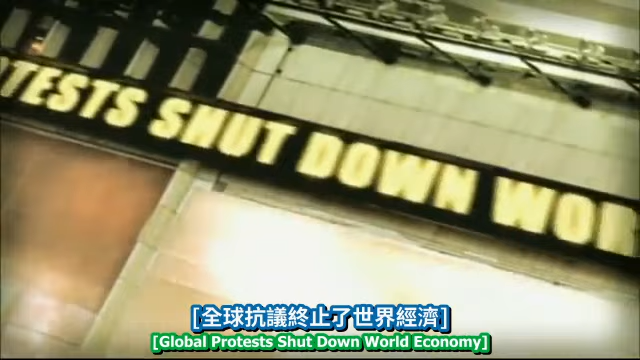 OTESTS SHUT DOWN WOR
[全球抗議終止了世界經濟]
[Global Protests Shut Down World Economy]